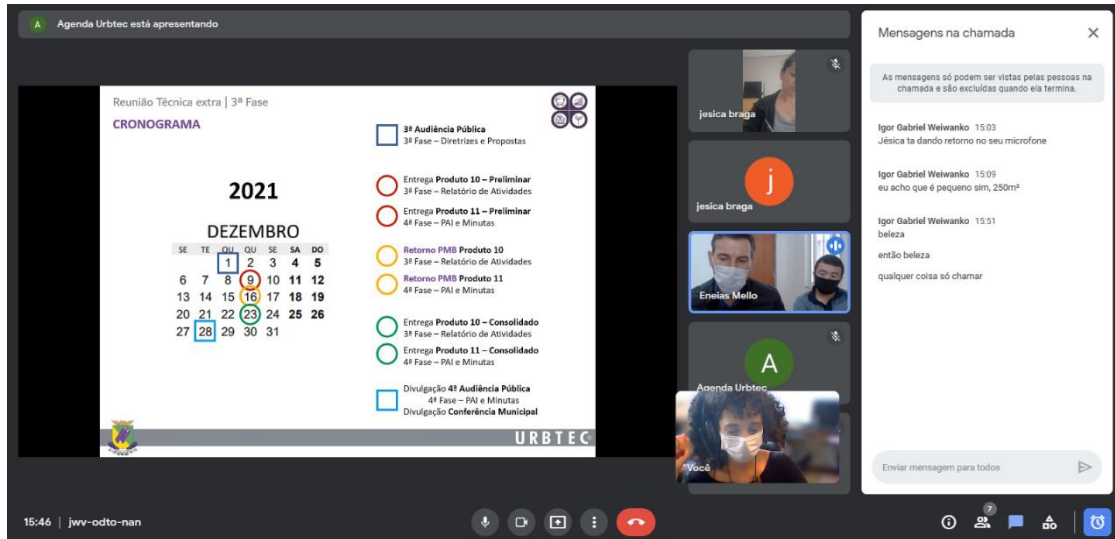 A Agenda Urbtec está apresentando
Reunião Técnica extra | 3ª Fase
CRONOGRAMA
2021
DEZEMBRO
SE TE QU QU SE SA DO
1 2 3 4 5
6 7 8 9 10 11 12
13 14 15 16 17 18 19
20 21 22 23 24 25 26
27 28 29 30 31
3ª Audiência Pública
3ª Fase – Diretrizes e Propostas
Entrega Produto 10 – Preliminar
3ª Fase – Relatório de Atividades
Entrega Produto 11 – Preliminar
4ª Fase – PAI e Minutas
Retorno PMB Produto 10
3ª Fase – Relatório de Atividades
Retorno PMB Produto 11
4ª Fase – PAI e Minutas
Entrega Produto 10 – Consolidado
3ª Fase – Relatório de Atividades
Entrega Produto 11 – Consolidado
4ª Fase – PAI e Minutas
Divulgação 4ª Audiência Pública
4ª Fase – PAI e Minutas
Divulgação Conferência Municipal
URBTEC
jesica braga
j
jesica braga
Eneias Mello
A
Agenda Urbtec
Você
Mensagens na chamada
As mensagens só podem ser vistas pelas pessoas na
chamada e são excluídas quando ela termina.
Igor Gabriel Weiwanko 15:03
Jésica ta dando retorno no seu microfone
Igor Gabriel Weiwanko 15:09
eu acho que é pequeno sim, 250m²
Igor Gabriel Weiwanko 15:51
beleza
então beleza
qualquer coisa só chamar
Enviar mensagem para todos
15:46 | jwv-odto-nan
7